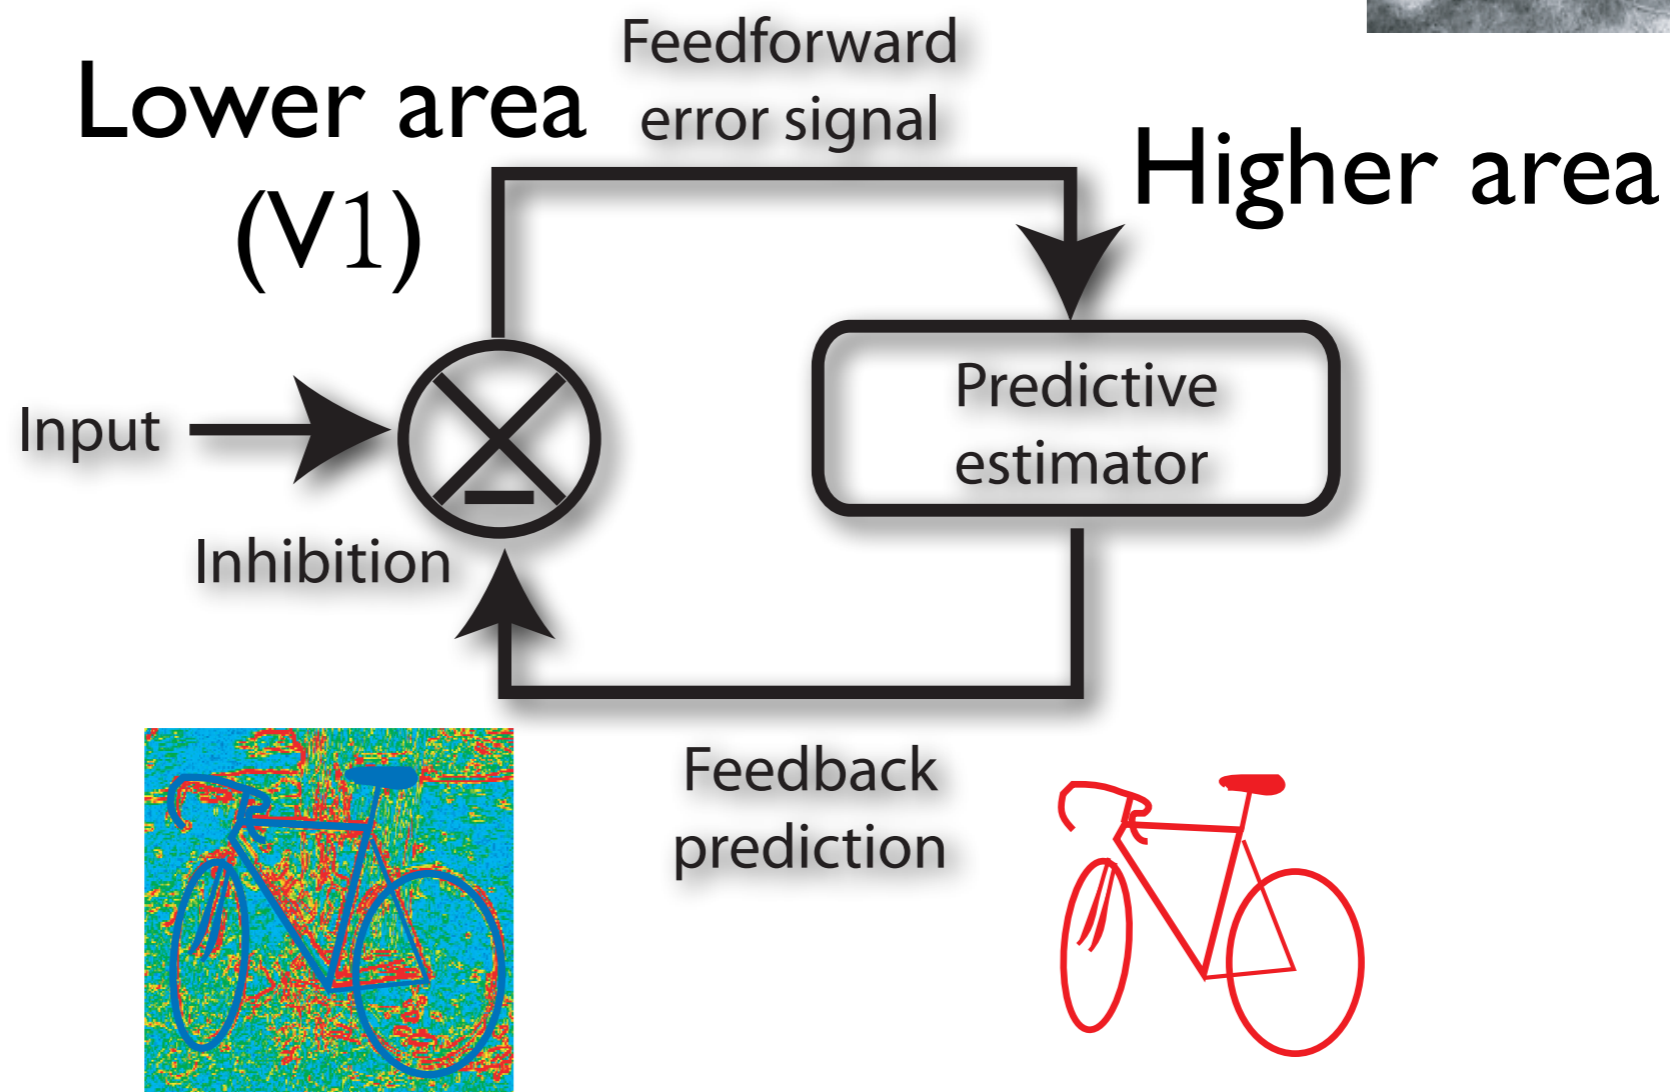 Feedforward
error signal
Lower area
(V1)
Higher area
Input
Predictive
estimator
Inhibition
Feedback
prediction